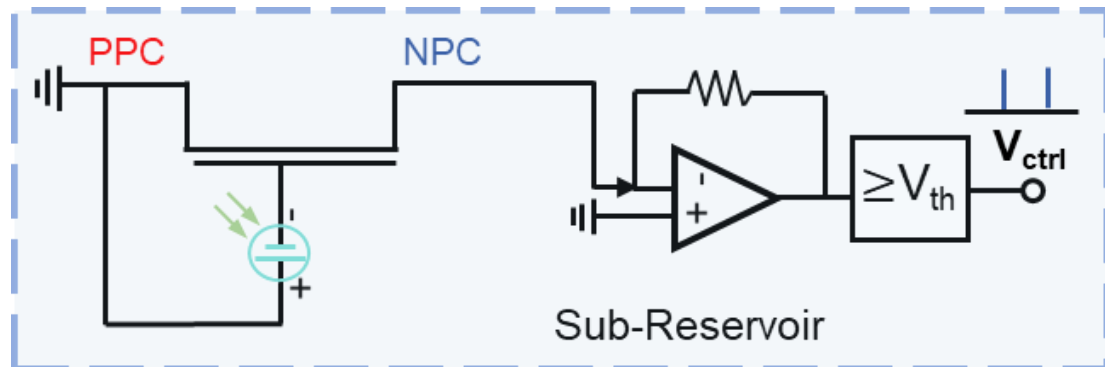 PPC
NPC
-
+
-
+
≥Vth
Vctrl
Sub-Reservoir